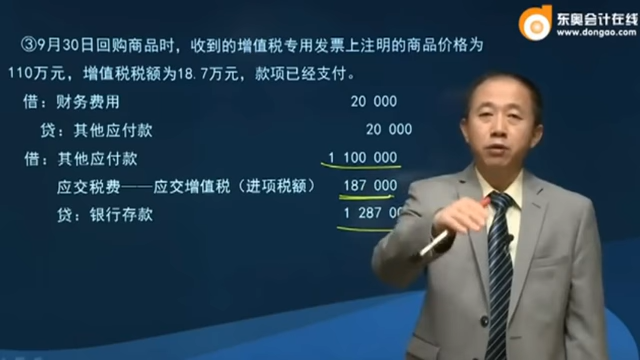 东奥会计在线
www.dongao.com
③9月30日回购商品时，收到的增值税专用发票上注明的商品价格为
110万元，增值税税额为18.7万元，款项已经支付。
借：财务费用 20 000
贷：其他应付款 20 000
借：其他应付款 1 100 000
应交税费——应交增值税（进项税额） 187 000
贷：银行存款 1 287 00